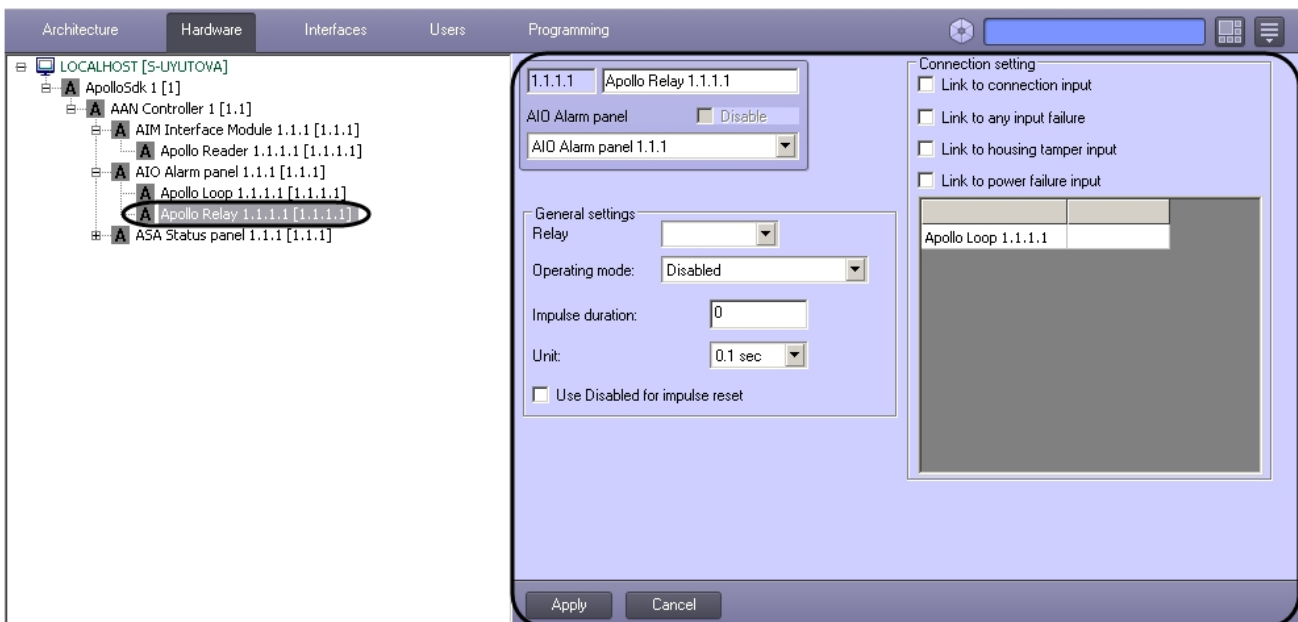 Architecture Hardware Interfaces Users Programming
LOCALHOST [S-UYUTOVA]
A ApolloSdk 1 [1]
A AAN Controller 1 [1.1]
A AIM Interface Module 1.1.1 [1.1.1]
A Apollo Reader 1.1.1.1 [1.1.1.1]
A AIO Alarm panel 1.1.1 [1.1.1]
A Apollo Loop 1.1.1.1 [1.1.1.1]
A Apollo Relay 1.1.1.1 [1.1.1.1]
A ASA Status panel 1.1.1 [1.1.1]
1.1.1.1 Apollo Relay 1.1.1.1
AIO Alarm panel Disable
AIO Alarm panel 1.1.1
General settings
Relay
Operating mode: Disabled
Impulse duration: 0
Unit: 0.1 sec
Use Disabled for impulse reset
Connection setting
Link to connection input
Link to any input failure
Link to housing tamper input
Link to power failure input
Apollo Loop 1.1.1.1
Apply Cancel